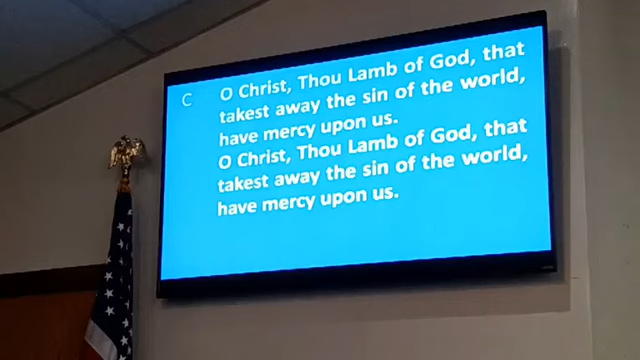 C O Christ, Thou Lamb of God, that
takest away the sin of the world,
have mercy upon us.
O Christ, Thou Lamb of God, that
takest away the sin of the world,
have mercy upon us.